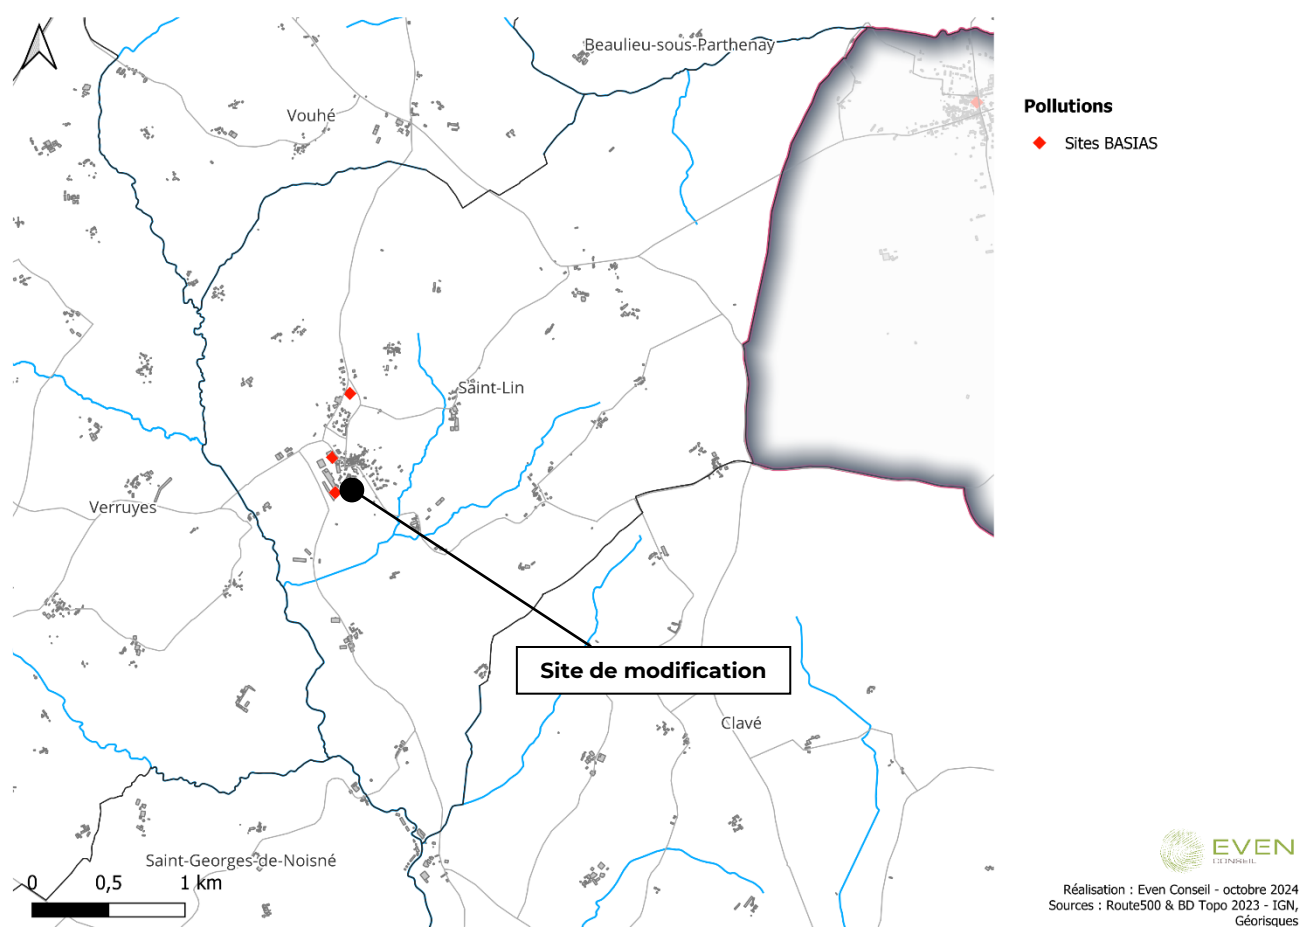 Beaulieu-sous-Parthenay
Vouhé
Saint-Lin
Verruyes
Site de modification
Clavé
Saint-Georges-de-Noisné
0 0,5 1 km
Pollutions
Sites BASIAS
EVEN
CONSEIL
Réalisation : Even Conseil - octobre 2024
Sources : Route500 & BD Topo 2023 - IGN,
Géorisques